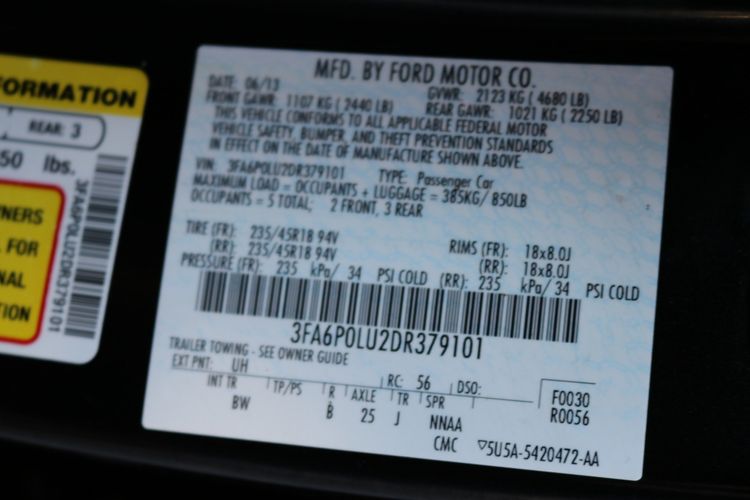 FORMATION
REAR: 3
50 lbs.
NERS
FOR
NAL
TION
3FA6P0LU2DR379101
MFD. BY FORD MOTOR CO.
DATE: 06/13 GVWR: 2123 KG ( 4680 LB)
FRONT GAWR: 1107 KG ( 2440 LB) REAR GAWR: 1021 KG ( 2250 LB)
THIS VEHICLE CONFORMS TO ALL APPLICABLE FEDERAL MOTOR
VEHICLE SAFETY, BUMPER, AND THEFT PREVENTION STANDARDS
IN EFFECT ON THE DATE OF MANUFACTURE SHOWN ABOVE.
VIN: 3FA6P0LU2DR379101 TYPE: Passenger Car
MAXIMUM LOAD = OCCUPANTS + LUGGAGE = 385KG/ 850LB
OCCUPANTS = 5 TOTAL; 2 FRONT, 3 REAR
TIRE (FR): 235/45R18 94V RIMS (FR): 18x8.0J
(RR): 235/45R18 94V (RR): 18x8.0J
PRESSURE (FR): 235 kPa/ 34 PSI COLD (RR): 235 kPa/34 PSI COLD
3FA6P0LU2DR379101
TRAILER TOWING - SEE OWNER GUIDE
EXT PNT: UH RC: 56 DSO: F0030
INT TR TP/PS R AXLE TR SPR R0056
BW B 25 J NNAA
CMC ▽5U5A-5420472-AA